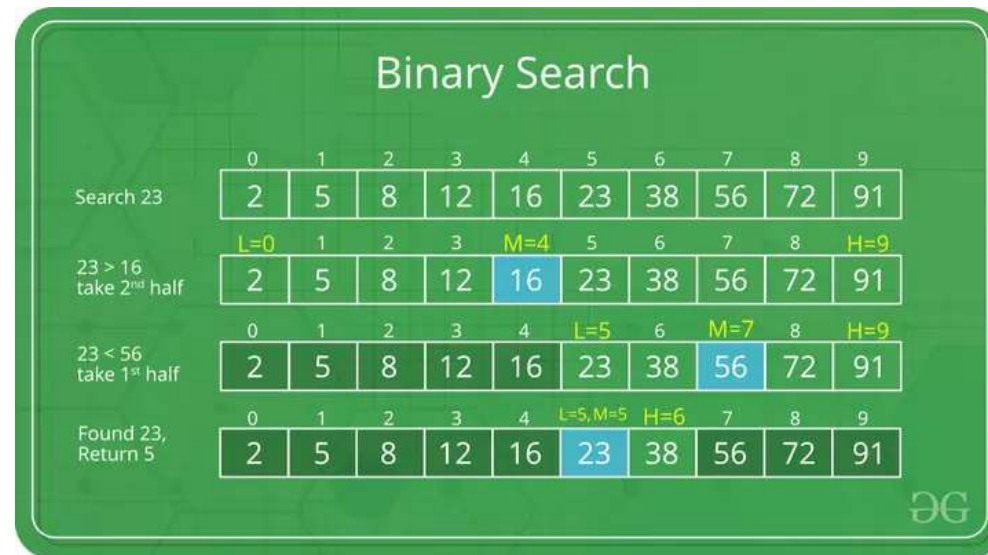 Binary Search
0 1 2 3 4 5 6 7 8 9
Search 23 2 5 8 12 16 23 38 56 72 91
L=0 1 2 3 M=4 5 6 7 8 H=9
23 > 16
take 2nd half 2 5 8 12 16 23 38 56 72 91
0 1 2 3 4 L=5 6 M=7 8 H=9
23 < 56
take 1st half 2 5 8 12 16 23 38 56 72 91
0 1 2 3 4 L=5, M=5 H=6 7 8 9
Found 23,
Return 5 2 5 8 12 16 23 38 56 72 91